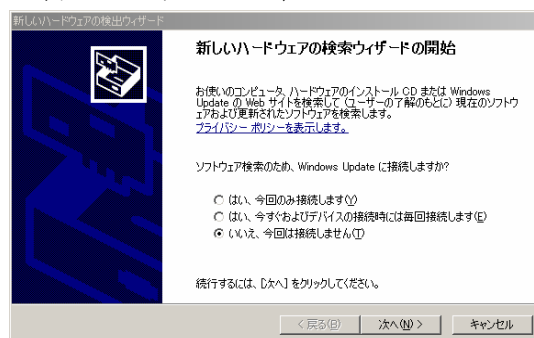 新しいハードウェアの検出ウィザード
新しいハードウェアの検索ウィザードの開始
お使いのコンピュータ、ハードウェアのインストール CD または Windows
Update の Web サイトを検索して (ユーザーの了解のもとに) 現在のソフトウ
ェアおよび更新されたソフトウェアを検索します。
プライバシー ポリシーを表示します。
ソフトウェア検索のため、Windows Update に接続しますか?
はい、今回のみ接続します(Y)
はい、今すぐおよびデバイスの接続時には毎回接続します(E)
いいえ、今回は接続しません(T)
続行するには、[次へ] をクリックしてください。
< 戻る(B) 次へ(N) > キャンセル